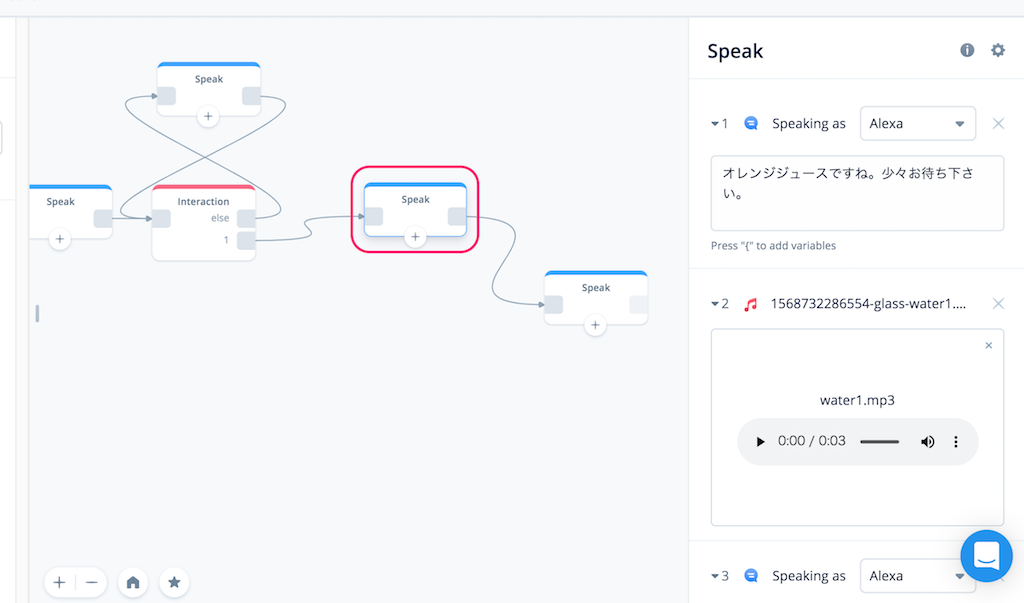 Speak
Speak
Interaction
else
1
Speak
Speak
Speak
1
Speaking as
Alexa
オレンジジュースですね。少々お待ち下さ
い。
Press "{" to add variables
2
1568732286554-glass-water1....
water1.mp3
0:00 / 0:03
3
Speaking as
Alexa